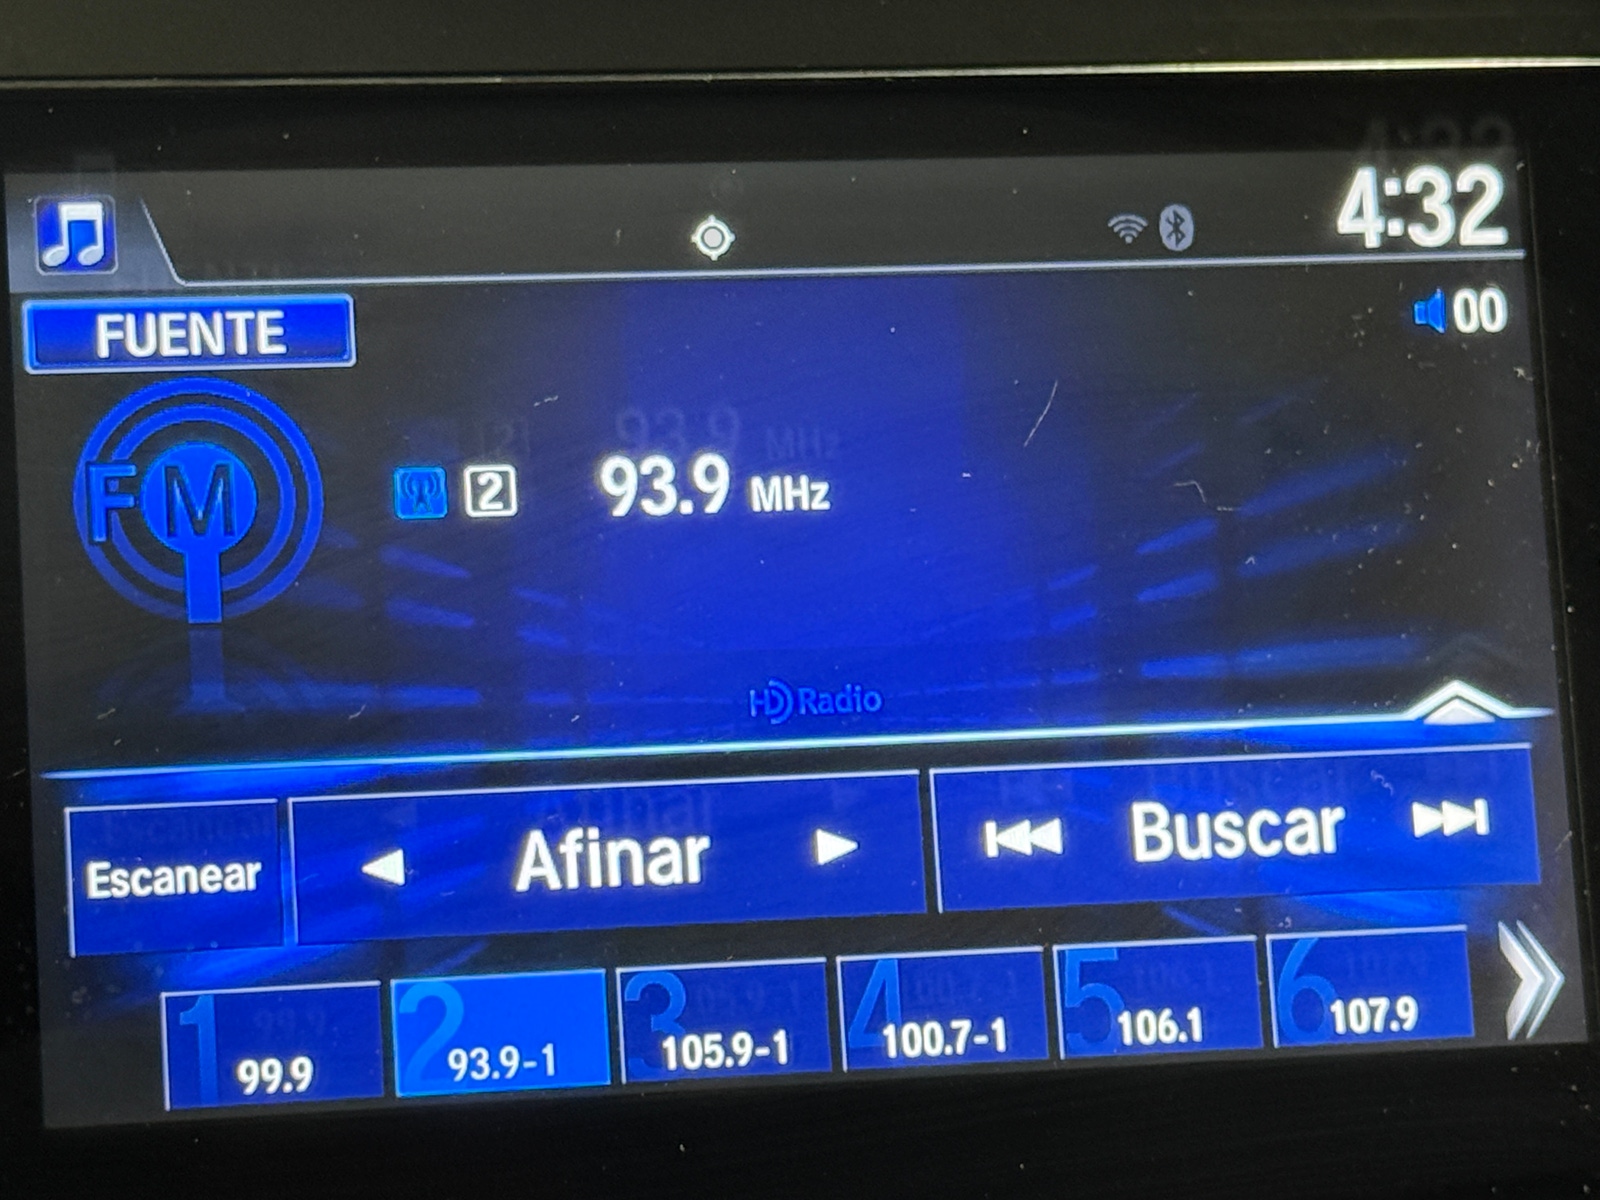 4:32
FUENTE
00
FM
2 93.9 MHz
HD Radio
Escanear Afinar Buscar
1 2 3 4 5 6
99.9 93.9-1 105.9-1 100.7-1 106.1 107.9